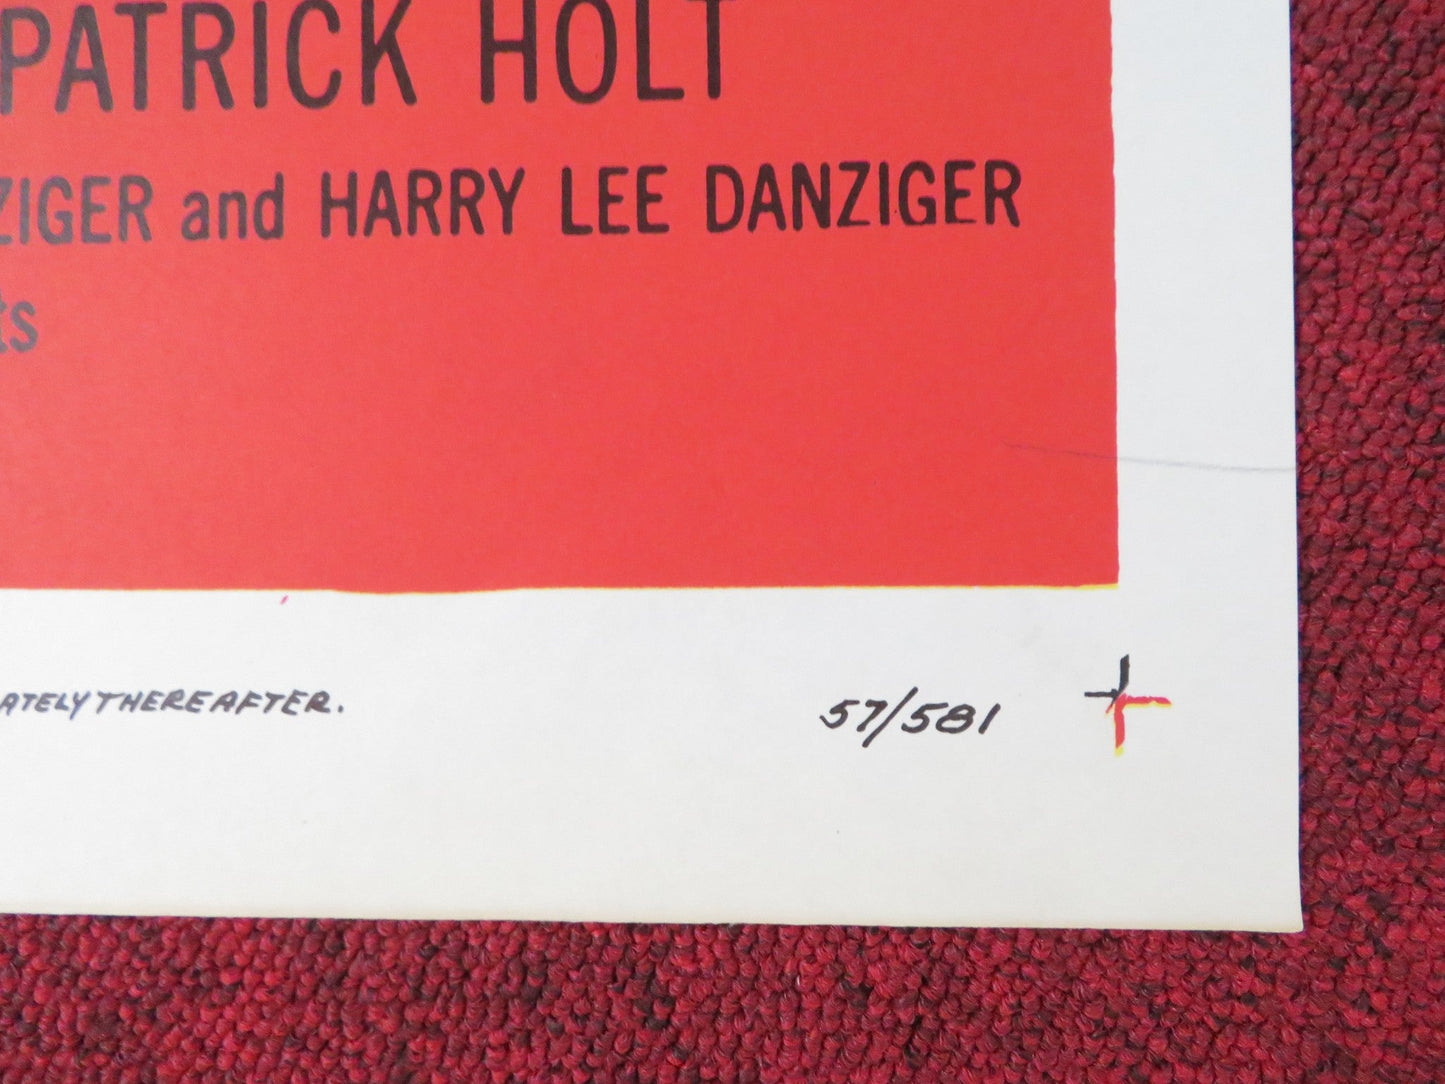 PATRICK HOLT
ZIGER and HARRY LEE DANZIGER
ts
ATELY THEREAFTER. 57/581